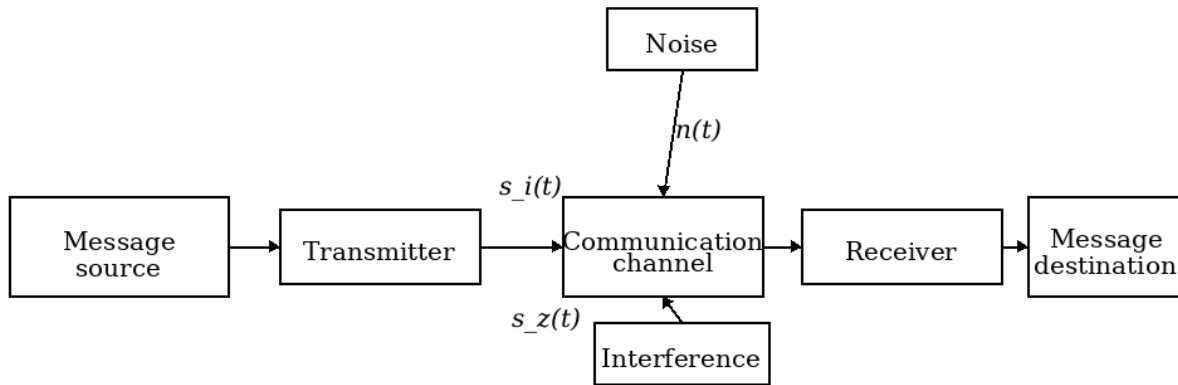 Noise
n(t)
s_i(t)
Message
source
Transmitter
Communication
channel
Receiver
Message
destination
s_z(t)
Interference